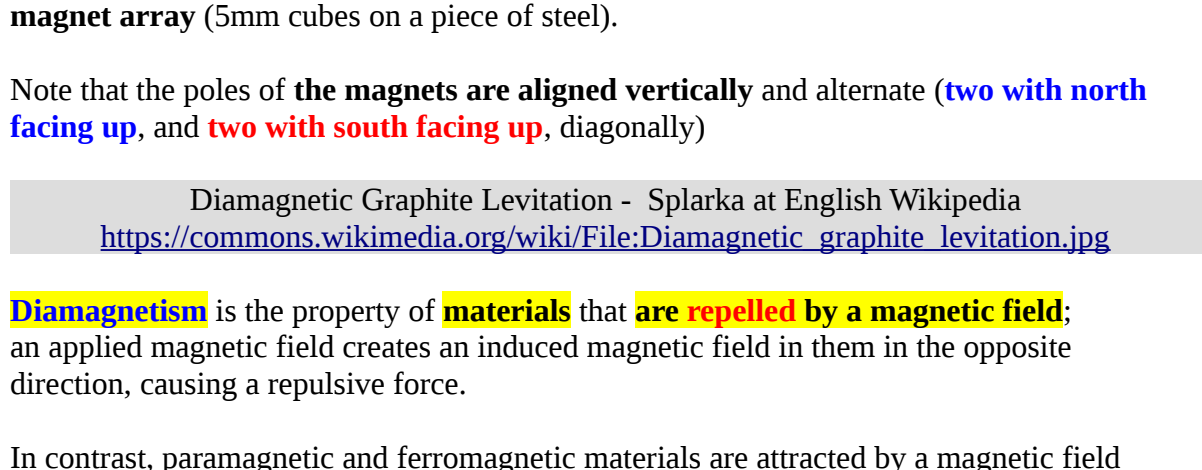 magnet array (5mm cubes on a piece of steel).
Note that the poles of the magnets are aligned vertically and alternate (two with north
facing up, and two with south facing up, diagonally)
Diamagnetic Graphite Levitation - Splarka at English Wikipedia
https://commons.wikimedia.org/wiki/File:Diamagnetic_graphite_levitation.jpg
Diamagnetism is the property of materials that are repelled by a magnetic field;
an applied magnetic field creates an induced magnetic field in them in the opposite
direction, causing a repulsive force.
In contrast, paramagnetic and ferromagnetic materials are attracted by a magnetic field